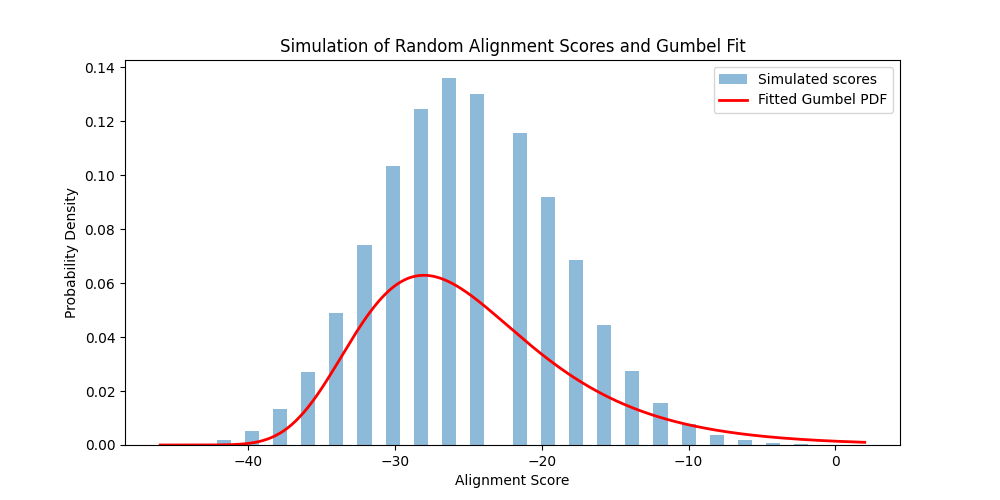 Simulation of Random Alignment Scores and Gumbel Fit
Simulated scores
Fitted Gumbel PDF
Probability Density
0.14
0.12
0.10
0.08
0.06
0.04
0.02
0.00
−40 −30 −20 −10 0
Alignment Score